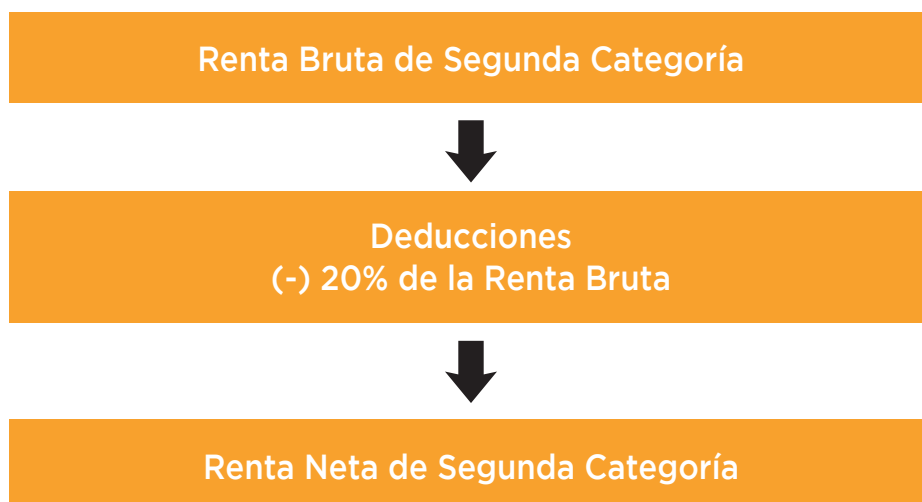 Renta Bruta de Segunda Categoría
Deducciones
(-) 20% de la Renta Bruta
Renta Neta de Segunda Categoría